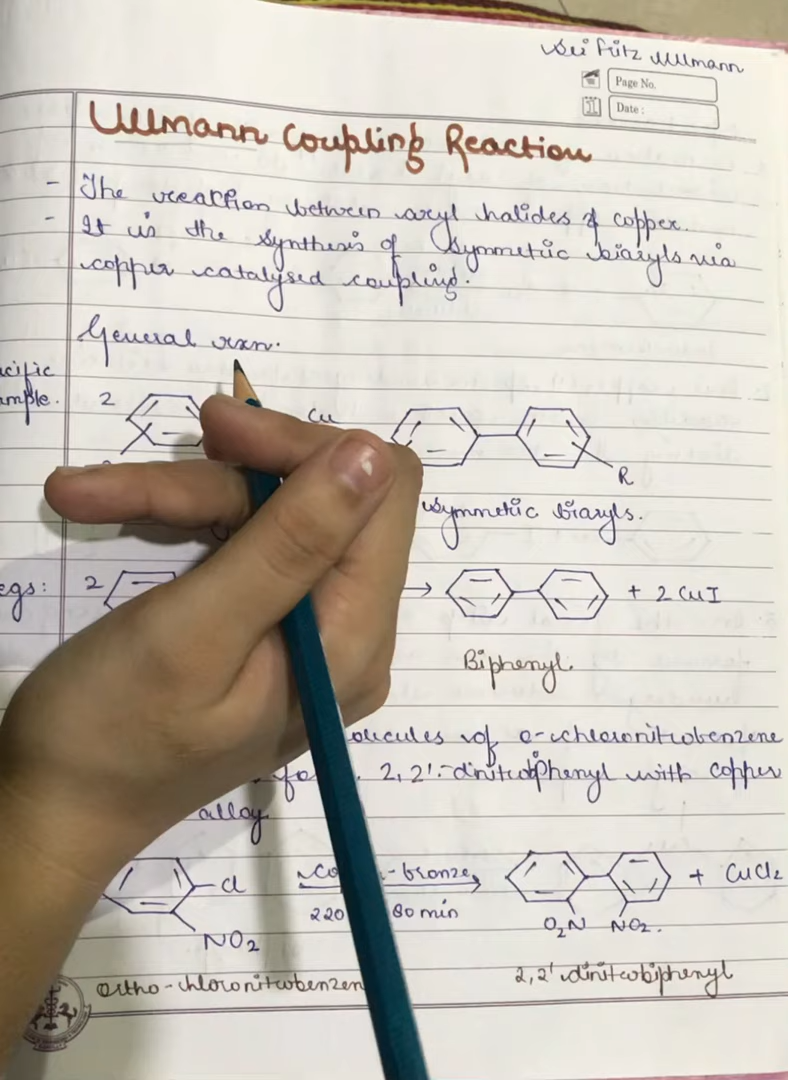 Fritz Ullmann
Page No.
Date :
Ullmann Coupling Reaction
- The reaction between aryl halides & copper.
- It is the synthesis of symmetric biaryls via
copper catalysed coupling.
General rxn.
cific
mple.
2
Cu
R
symmetric biaryls.
egs:
2
→ + 2 CuI
Biphenyl.
olecules of o-chloronitrobenzene
2,2'-dinitrobiphenyl with copper
alloy
Cl
-bronze
+ CuCl2
220
60 min
NO2
O2N NO2.
ortho-chloronitrobenzen
2,2' dinitrobiphenyl